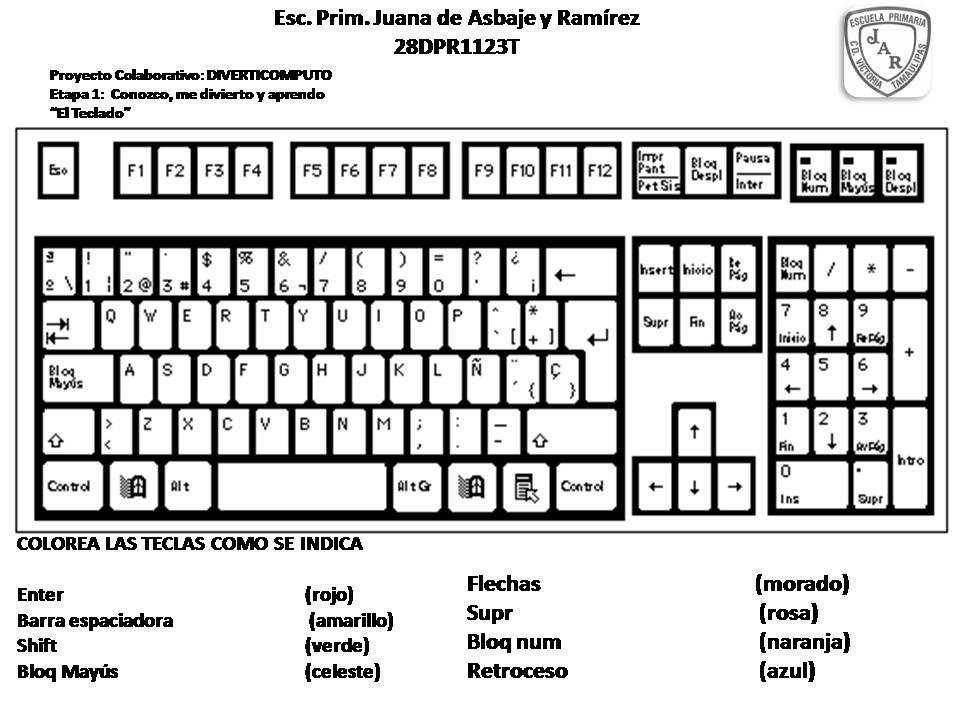 Esc. Prim. Juana de Asbaje y Ramírez
28DPR1123T
ESCUELA PRIMARIA
JAR
CD. VICTORIA TAMAULIPAS
Proyecto Colaborativo: DIVERTICOMPUTO
Etapa 1: Conozco, me divierto y aprendo
“El Teclado”
Esc F1 F2 F3 F4 F5 F6 F7 F8 F9 F10 F11 F12 Impr Pant PetSis Bloq Despl Pausa Inter Bloq Num Bloq Mayús Bloq Despl
ª º \ ! 1 ¦ " 2 @ · 3 # $ 4 % 5 & 6 ¬ / 7 ( 8 ) 9 = 0 ? ' ¿ ¡ ← Insert Inicio Re Pág Bloq Num / * -
Q W E R T Y U I O P ^ ` [ * + ] Supr Fin Av Pág 7 Inicio 8 ↑ 9 RePág +
Bloq Mayús A S D F G H J K L Ñ ¨ ´ { Ç } 4 ← 5 6 →
> < Z X C V B N M ; , : . — - ↑ 1 Fin 2 ↓ 3 AvPág Intro
Control Alt Alt Gr Control ← ↓ → 0 Ins . Supr
COLOREA LAS TECLAS COMO SE INDICA
Enter (rojo)
Barra espaciadora (amarillo)
Shift (verde)
Bloq Mayús (celeste)
Flechas (morado)
Supr (rosa)
Bloq num (naranja)
Retroceso (azul)